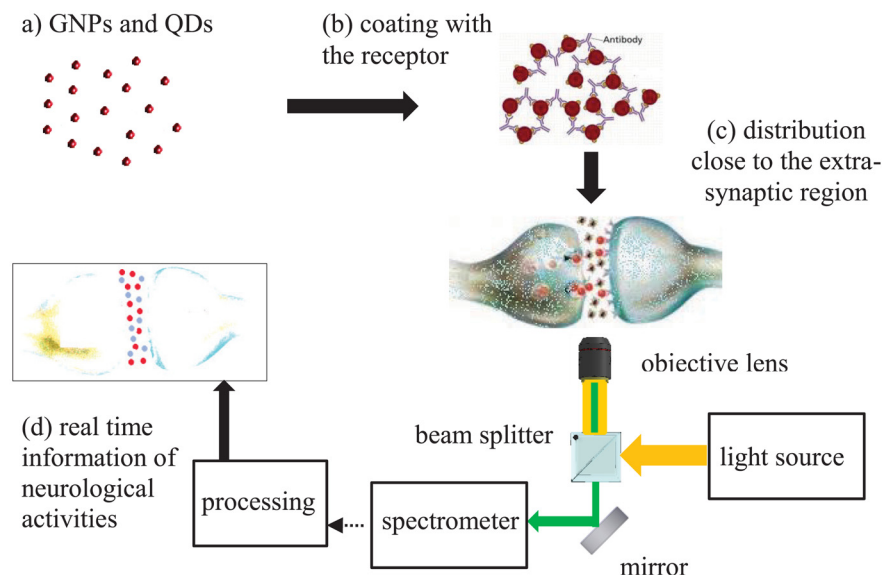 a) GNPs and QDs
(b) coating with
the receptor
Antibody
(c) distribution
close to the extra-
synaptic region
obiective lens
beam splitter
light source
(d) real time
information of
neurological
activities
processing
spectrometer
mirror